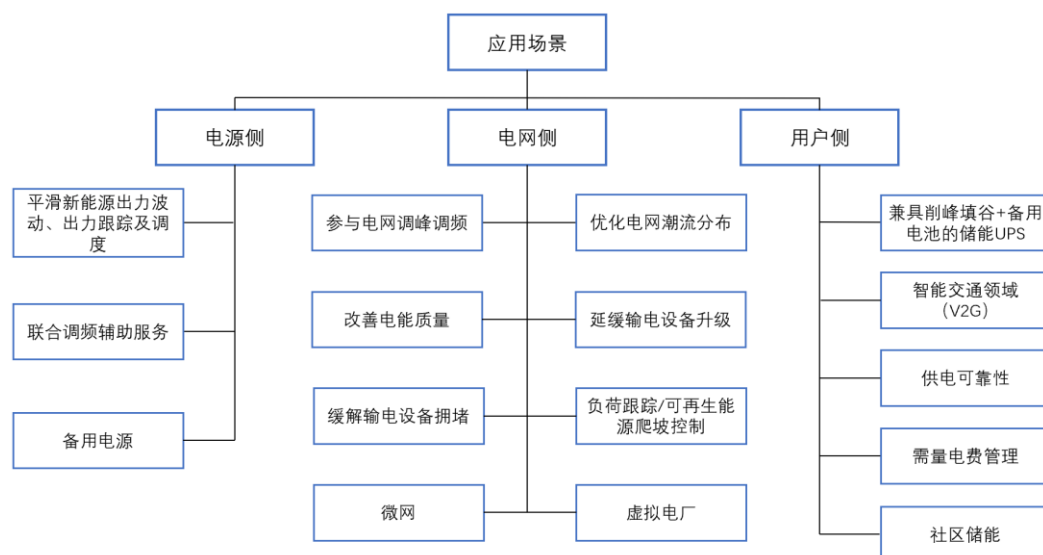 应用场景
电源侧
电网侧
用户侧
平滑新能源出力波
动、出力跟踪及调
度
联合调频辅助服务
备用电源
参与电网调峰调频
优化电网潮流分布
改善电能质量
延缓输电设备升级
缓解输电设备拥堵
负荷跟踪/可再生能
源爬坡控制
微网
虚拟电厂
兼具削峰填谷+备用
电池的储能UPS
智能交通领域
（V2G）
供电可靠性
需量电费管理
社区储能